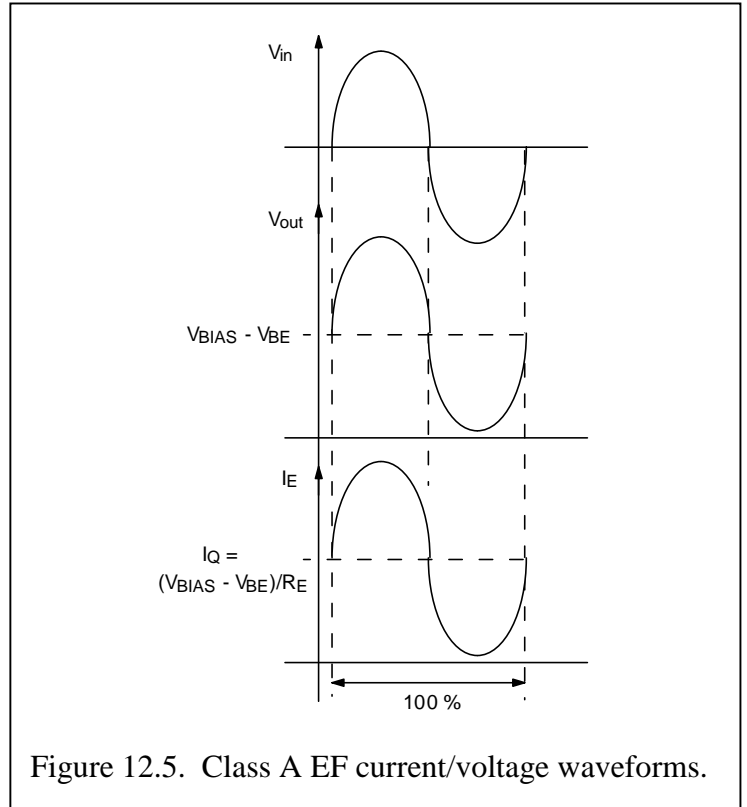 Vin
Vout
VBIAS - VBE
IE
IQ =
(VBIAS - VBE)/RE
100 %
Figure 12.5. Class A EF current/voltage waveforms.